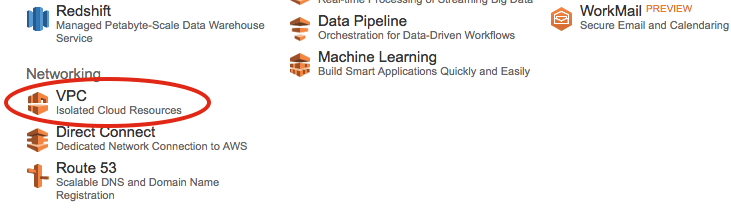 Redshift
Managed Petabyte-Scale Data Warehouse
Service
Networking
VPC
Isolated Cloud Resources
Direct Connect
Dedicated Network Connection to AWS
Route 53
Scalable DNS and Domain Name
Registration
Real-time Processing of Streaming Big Data
Data Pipeline
Orchestration for Data-Driven Workflows
Machine Learning
Build Smart Applications Quickly and Easily
WorkMail PREVIEW
Secure Email and Calendaring